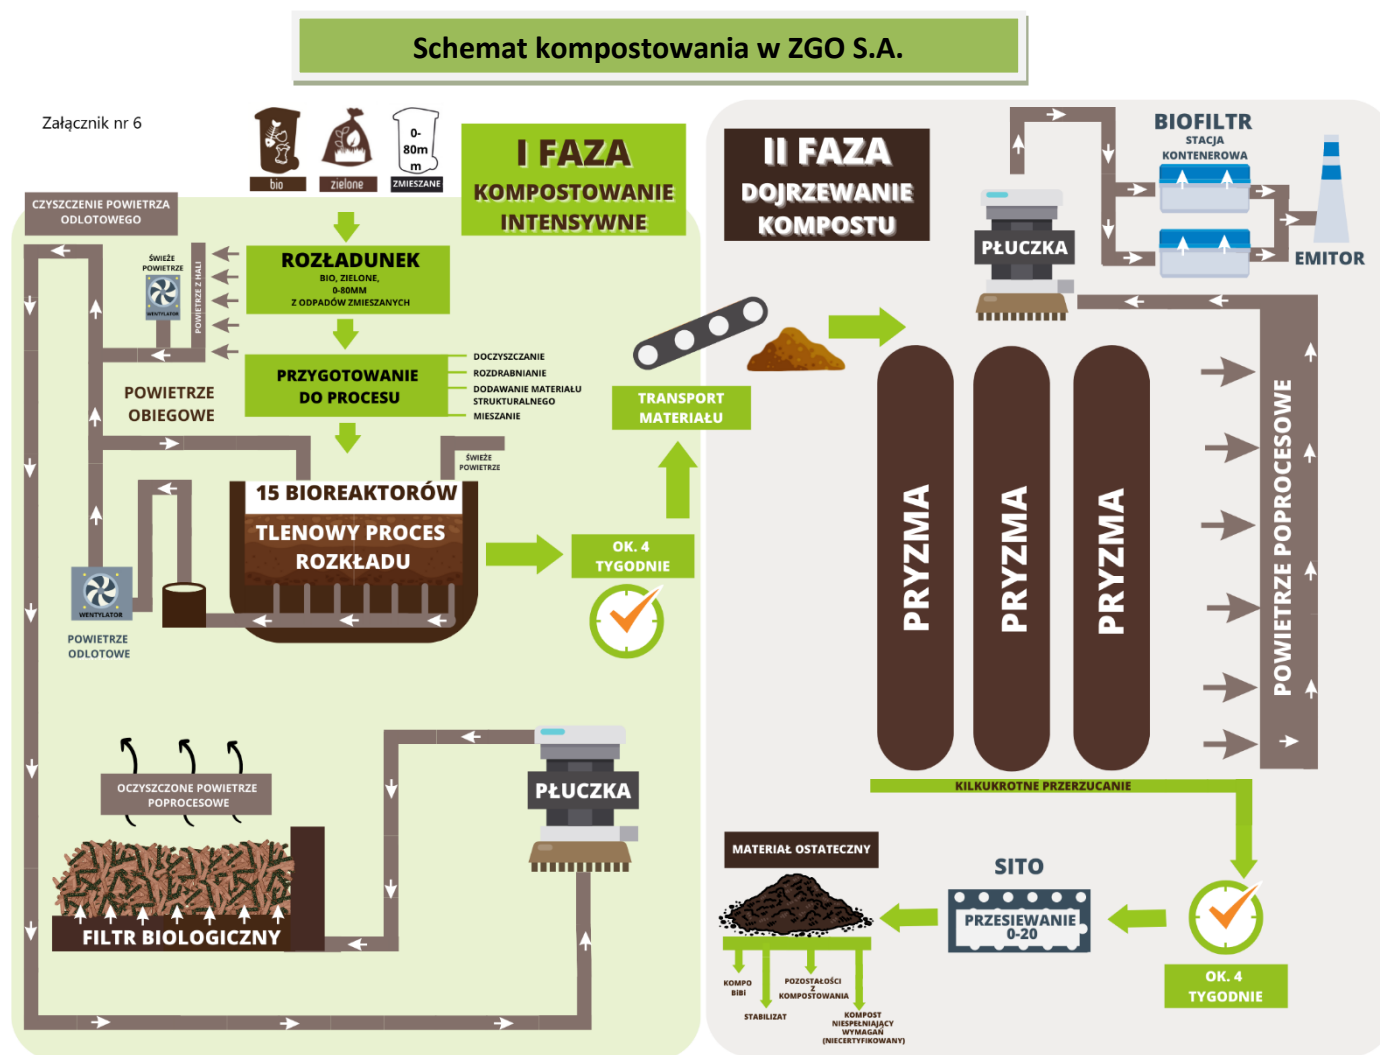 Schemat kompostowania w ZGO S.A.
Załącznik nr 6
bio
zielone
0-
80m
m
ZMIESZANE
I FAZA
KOMPOSTOWANIE
INTENSYWNE
CZYSZCZENIE POWIETRZA
ODLOTOWEGO
ŚWIEŻE
POWIETRZE
WENTYLATOR
POWIETRZE Z HALI
ROZŁADUNEK
BIO, ZIELONE,
0-80MM
Z ODPADÓW ZMIESZANYCH
PRZYGOTOWANIE
DO PROCESU
DOCZYSZCZANIE
ROZDRABNIANIE
DODAWANIE MATERIAŁU
STRUKTURALNEGO
MIESZANIE
POWIETRZE
OBIEGOWE
ŚWIEŻE
POWIETRZE
15 BIOREAKTORÓW
TLENOWY PROCES
ROZKŁADU
WENTYLATOR
POWIETRZE
ODLOTOWE
OK. 4
TYGODNIE
TRANSPORT
MATERIAŁU
OCZYSZCZONE POWIETRZE
POPROCESOWE
FILTR BIOLOGICZNY
PŁUCZKA
II FAZA
DOJRZEWANIE
KOMPOSTU
PŁUCZKA
BIOFILTR
STACJA
KONTENEROWA
EMITOR
PRYZMA
PRYZMA
PRYZMA
POWIETRZE POPROCESOWE
KILKUKROTNE PRZERZUCANIE
OK. 4
TYGODNIE
SITO
PRZESIEWANIE
0-20
MATERIAŁ OSTATECZNY
KOMPO
BiBi
STABILIZAT
POZOSTAŁOŚCI
Z
KOMPOSTOWANIA
KOMPOST
NIESPEŁNIAJĄCY
WYMAGAŃ
(NIECERTYFIKOWANY)